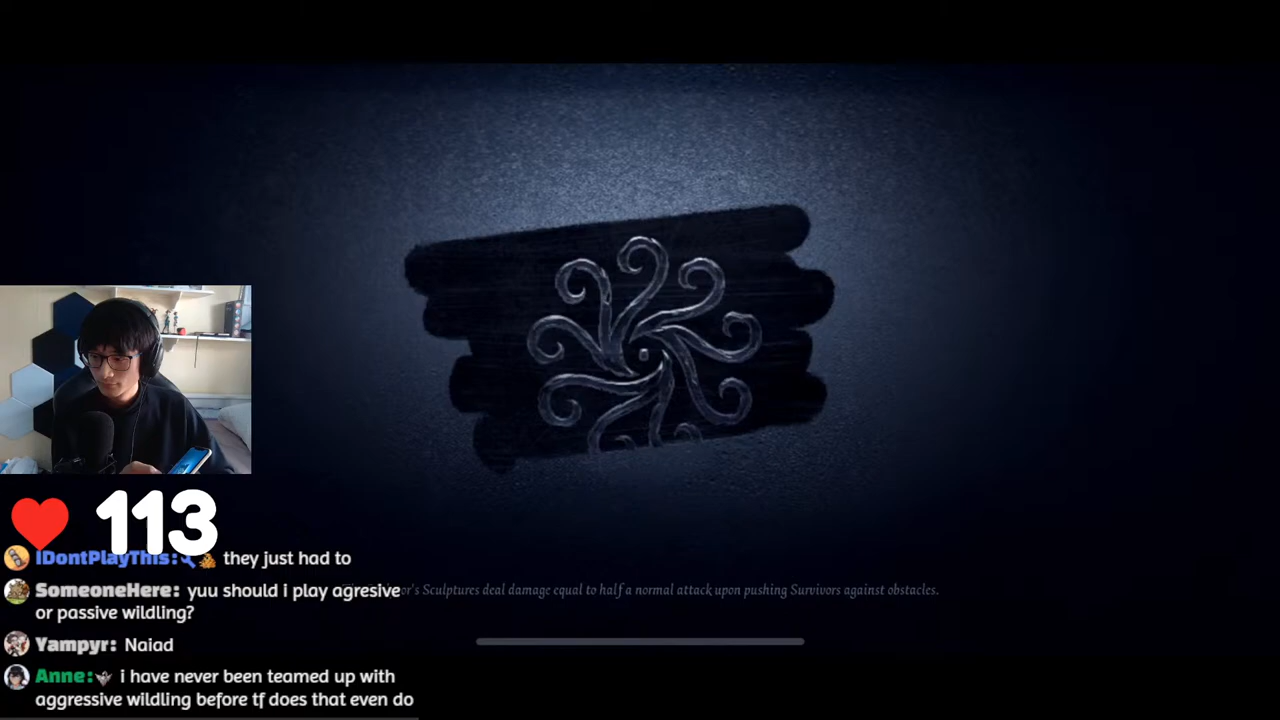 113
IDontPlayThis: they just had to
SomeoneHere: yuu should i play agresive
or's Sculptures deal damage equal to half a normal attack upon pushing Survivors against obstacles.
or passive wildling?
Yampyr: Naiad
Anne: i have never been teamed up with
aggressive wildling before tf does that even do